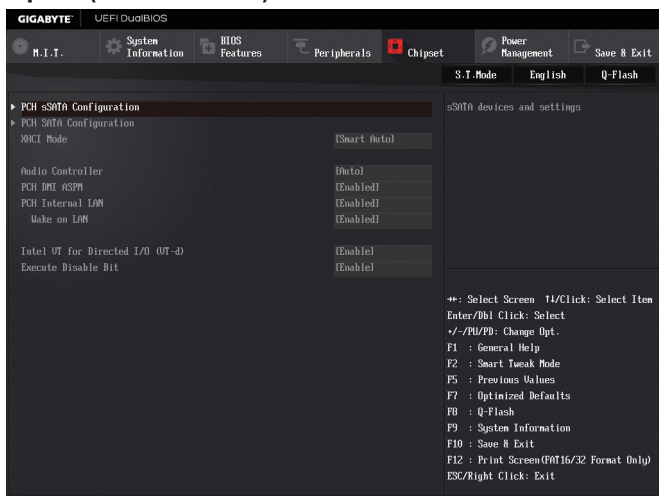 GIGABYTE™ UEFI DualBIOS
M.I.T. System Information BIOS Features Peripherals Chipset Power Management Save & Exit
S.T.Mode English Q-Flash
PCH sSATA Configuration
PCH SATA Configuration
XHCI Mode [Smart Auto]
Audio Controller [Auto]
PCH DMI ASPM [Enabled]
PCH Internal LAN [Enabled]
Wake on LAN [Enabled]
Intel VT for Directed I/O (VT-d) [Enable]
Execute Disable Bit [Enable]
sSATA devices and settings
→←: Select Screen ↑↓/Click: Select Item
Enter/Dbl Click: Select
+/-/PU/PD: Change Opt.
F1 : General Help
F2 : Smart Tweak Mode
F5 : Previous Values
F7 : Optimized Defaults
F8 : Q-Flash
F9 : System Information
F10 : Save & Exit
F12 : Print Screen(FAT16/32 Format Only)
ESC/Right Click: Exit